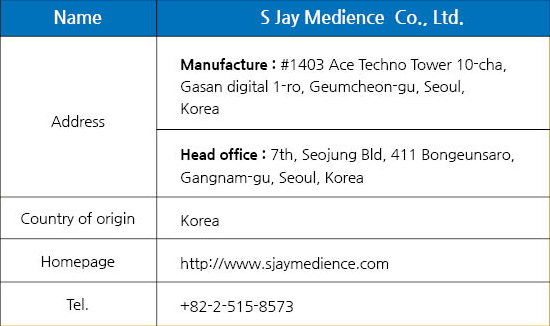 Name
S Jay Medience Co., Ltd.
Address
Manufacture : #1403 Ace Techno Tower 10-cha,
Gasan digital 1-ro, Geumcheon-gu, Seoul,
Korea
Head office : 7th, Seojung Bld, 411 Bongeunsaro,
Gangnam-gu, Seoul, Korea
Country of origin
Korea
Homepage
http://www.sjaymedience.com
Tel.
+82-2-515-8573